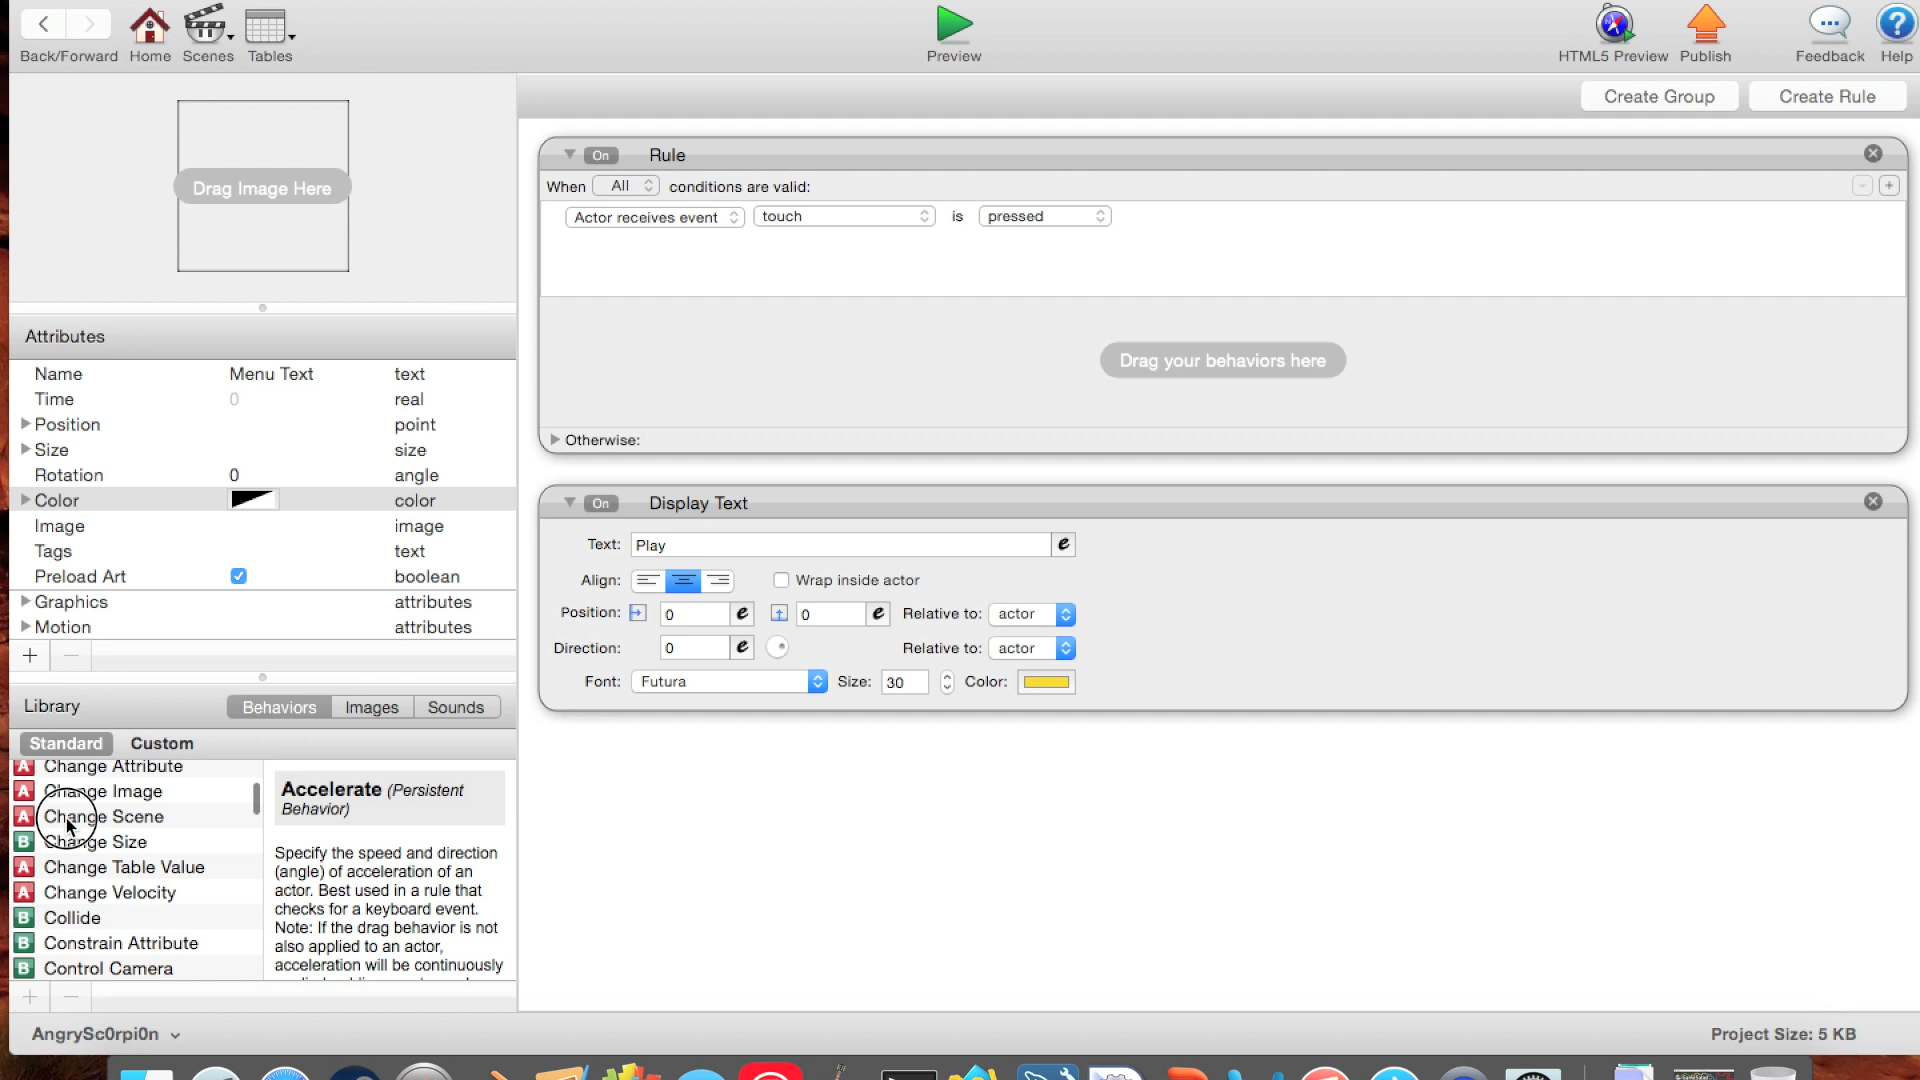 Back/Forward
Home
Scenes
Tables
Preview
HTML5 Preview
Publish
Feedback
Help
Create Group
Create Rule
Drag Image Here
On Rule
When All conditions are valid:
Actor receives event touch is pressed
Drag your behaviors here
Otherwise:
Attributes
Name Menu Text text
Time 0 real
Position point
Size size
Rotation 0 angle
Color color
Image image
Tags text
Preload Art boolean
Graphics attributes
Motion attributes
On Display Text
Text: Play e
Align: Wrap inside actor
Position: 0 e 0 e Relative to: actor
Direction: 0 e Relative to: actor
Font: Futura Size: 30 Color:
Library Behaviors Images Sounds
Standard Custom
A Change Attribute
A Change Image
A Change Scene
B Change Size
A Change Table Value
A Change Velocity
B Collide
B Constrain Attribute
B Control Camera
Accelerate (Persistent
Behavior)
Specify the speed and direction
(angle) of acceleration of an
actor. Best used in a rule that
checks for a keyboard event.
Note: If the drag behavior is not
also applied to an actor,
acceleration will be continuously
AngrySc0rpi0n
Project Size: 5 KB